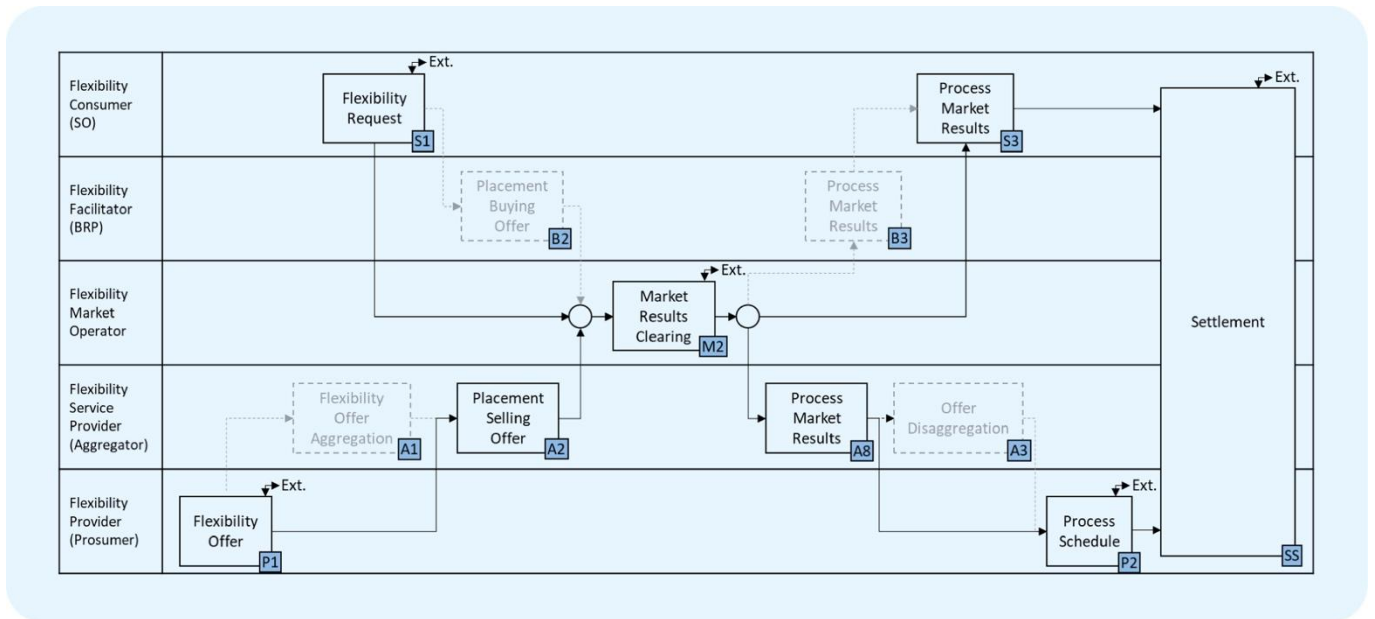 Flexibility
Consumer
(SO)
Ext.
Flexibility
Request
S1
Process
Market
Results
S3
Ext.
Flexibility
Facilitator
(BRP)
Placement
Buying
Offer
B2
Process
Market
Results
B3
Flexibility
Market
Operator
Ext.
Market
Results
Clearing
M2
Settlement
SS
Flexibility
Service
Provider
(Aggregator)
Flexibility
Offer
Aggregation
A1
Placement
Selling
Offer
A2
Process
Market
Results
A8
Offer
Disaggregation
A3
Flexibility
Provider
(Prosumer)
Ext.
Flexibility
Offer
P1
Ext.
Process
Schedule
P2